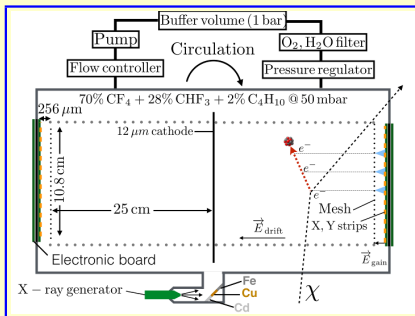 Buffer volume (1 bar)
Pump
O₂, H₂O filter
Circulation
Flow controller
Pressure regulator
70% CF₄ + 28% CHF₃ + 2% C₄H₁₀ @ 50 mbar
256 μm
12 μm cathode
10.8 cm
e⁻
e⁻
25 cm
e⁻
Mesh
X, Y strips
E⃗drift
E⃗gain
Electronic board
X − ray generator
Fe
Cu
Cd
χ